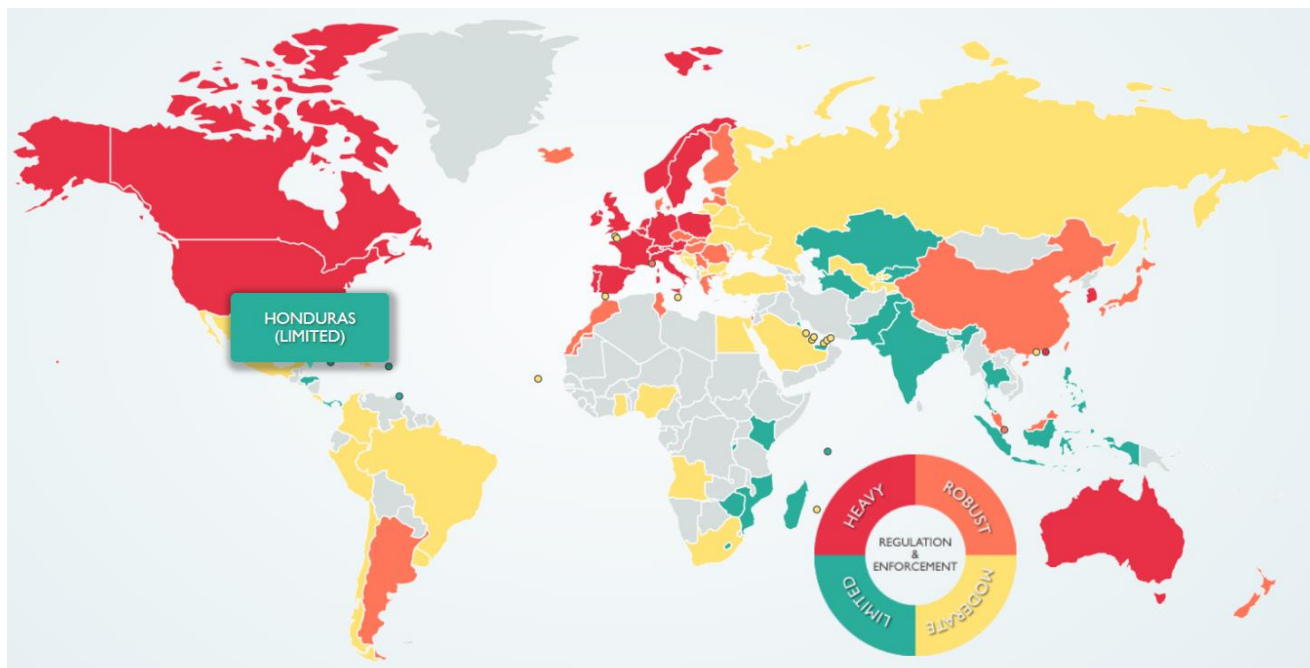 HONDURAS
(LIMITED)
HEAVY
ROBUST
REGULATION
&
ENFORCEMENT
LIMITED
MODERATE